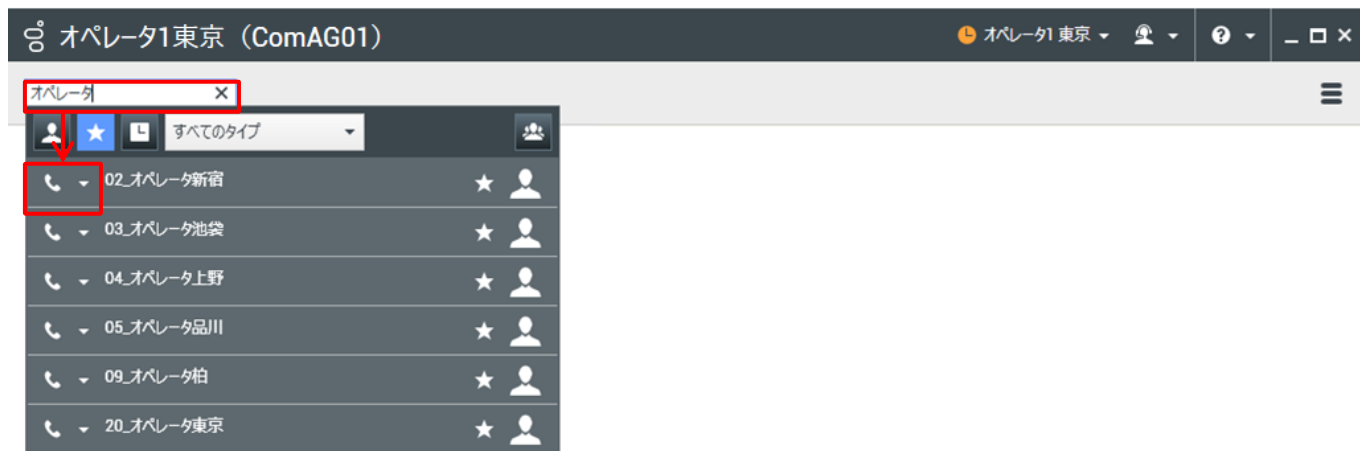 オペレータ1東京（ComAG01）
オペレータ1 東京
オペレータ
すべてのタイプ
02_オペレータ新宿
03_オペレータ池袋
04_オペレータ上野
05_オペレータ品川
09_オペレータ柏
20_オペレータ東京